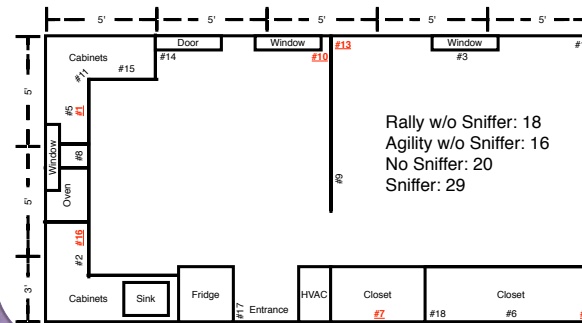 5' 5' 5' 5' 5'
Door Window #13 Window
#14 #10 #3 #1
Cabinets
#11 #15
5'
#5 #1
Rally w/o Sniffer: 18
Agility w/o Sniffer: 16
No Sniffer: 20
Sniffer: 29
Window #8
5'
Oven
#9
#16
#2
3'
Cabinets Sink Fridge #17 Entrance HVAC Closet Closet
#7 #18 #6